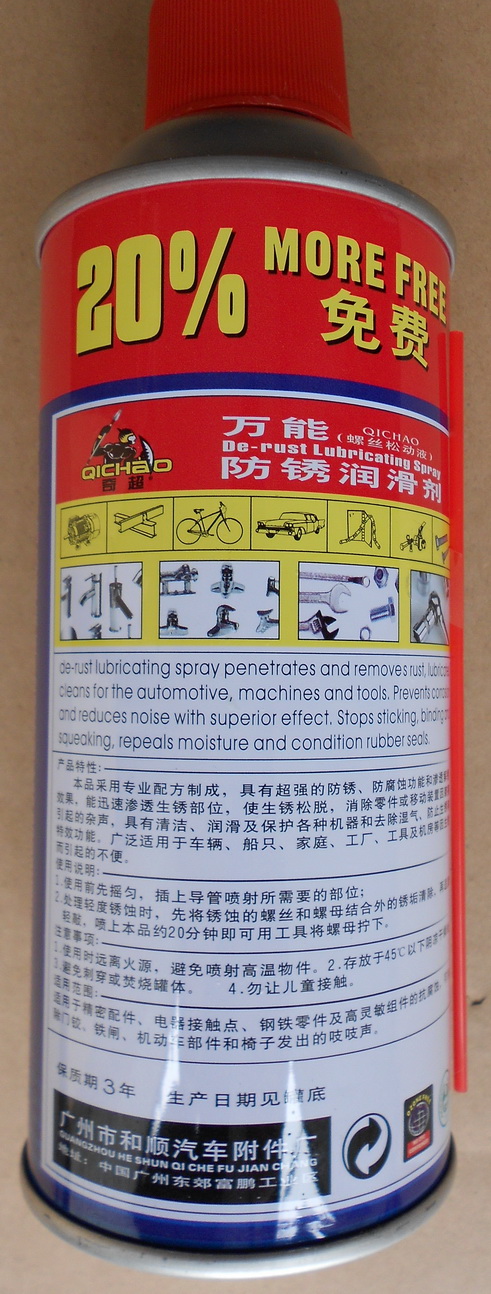 20% MORE FREE
免费
QICHAO
奇超
万能
QICHAO
(螺丝松动液)
De-rust Lubricating Spray
防锈润滑剂
de-rust lubricating spray penetrates and removes rust,
cleans for the automotive, machines and tools. Prevents
and reduces noise with superior effect. Stops sticking, binding
squeaking, repeals moisture and condition rubber seals.
产品特性:
本品采用专业配方制成，具有超强的防锈、防腐蚀功能和渗透
效果，能迅速渗透生锈部位，使生锈松脱，消除零件或移动装置
引起的杂声，具有清洁、润滑及保护各种机器和去除湿气、防止
特效功能。广泛适用于车辆、船只、家庭、工厂、工具及机房等
而引起的不便。
使用说明:
1.使用前先摇匀，插上导管喷射所需要的部位;
2.处理轻度锈蚀时，先将锈蚀的螺丝和螺母结合外的锈垢清除，
轻敲，喷上本品约20分钟即可用工具将螺母拧下。
注意事项:
1.使用时远离火源，避免喷射高温物件。2.存放于45℃以下阴凉
3.避免刺穿或焚烧罐体。 4.勿让儿童接触。
适用范围:
适用于精密配件、电器接触点、钢铁零件及高灵敏组件的抗腐蚀，
除门铰、铁闸、机动车部件和椅子发出的吱吱声。
保质期3年 生产日期见罐底
广州市和顺汽车附件厂
GUANGZHOU HE SHUN QI CHE FU JIAN CHANG
地址: 中国广州东郊富鹏工业区